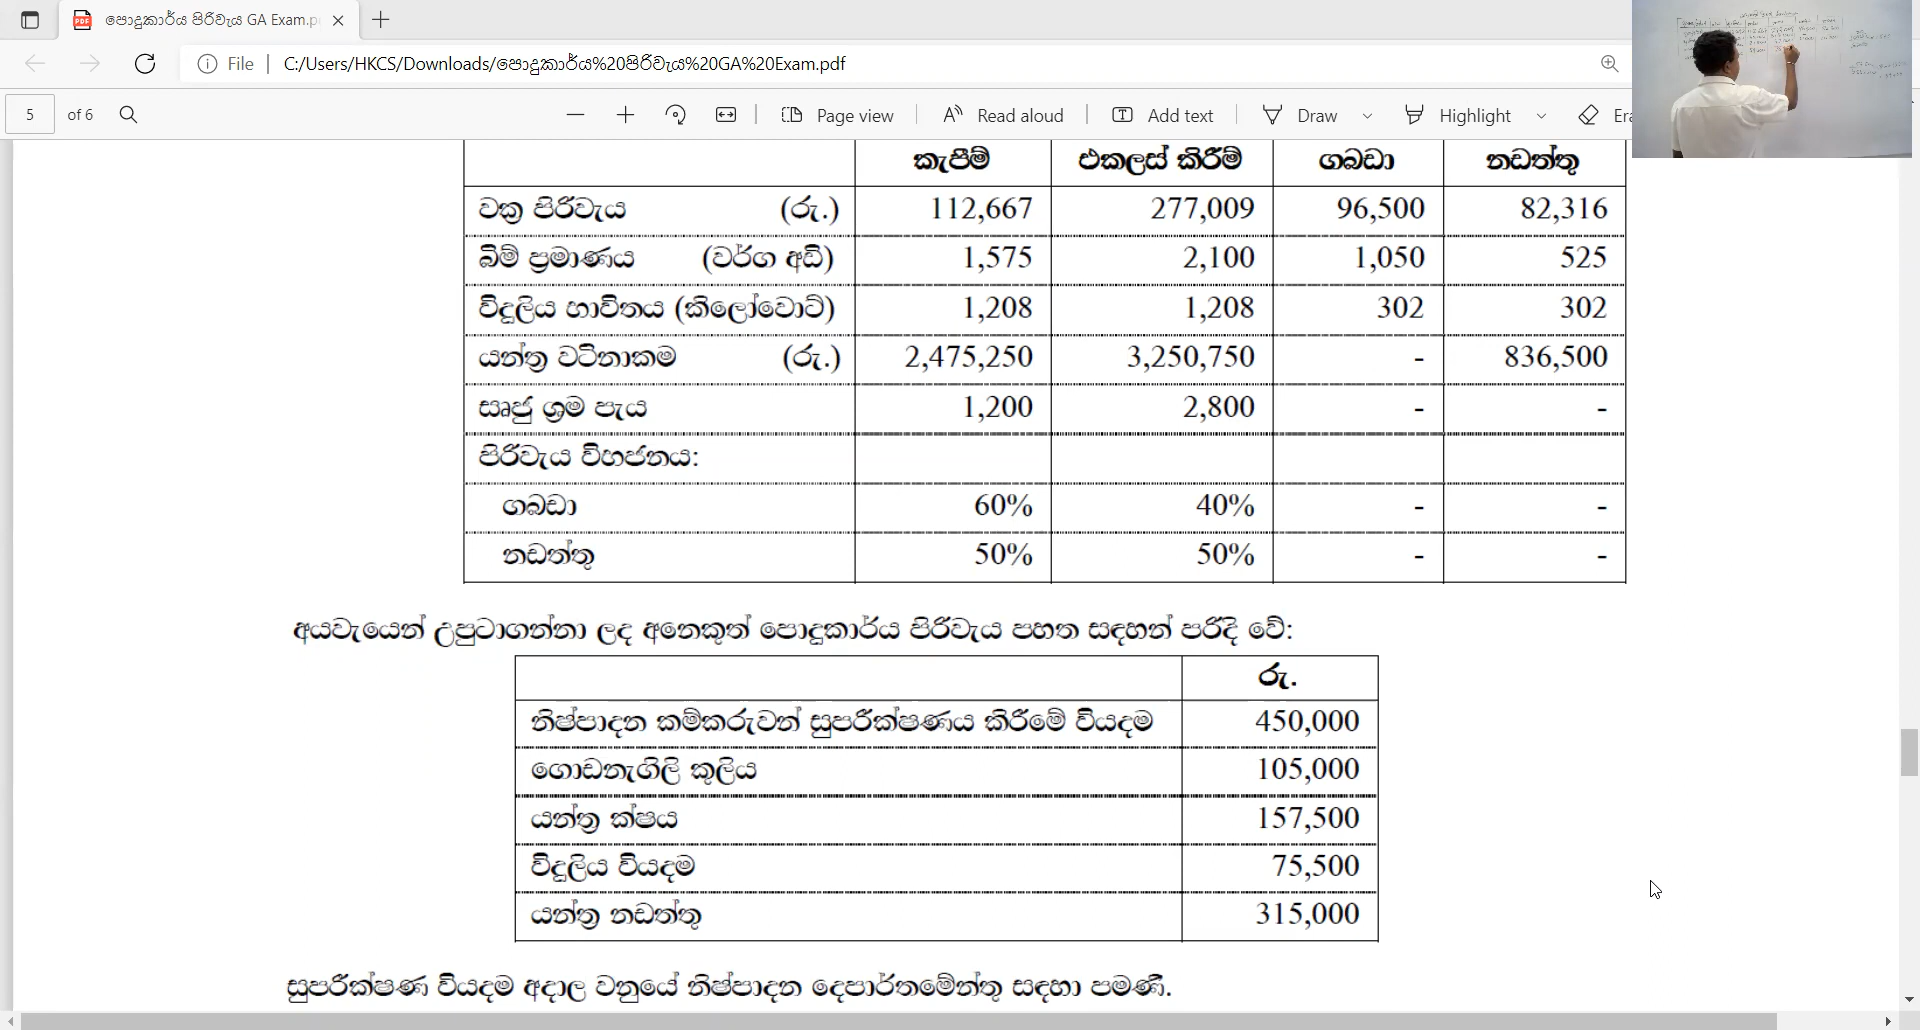 පොදුකාර්ය පිරිවැය GA Exam.p
File C:/Users/HKCS/Downloads/පොදුකාර්ය%20පිරිවැය%20GA%20Exam.pdf
5 of 6 Page view Read aloud Add text Draw Highlight Era
කැපීම් එකලස් කිරීම් ගබඩා නඩත්තු
වක්‍ර පිරිවැය (රු.) 112,667 277,009 96,500 82,316
බිම් ප්‍රමාණය (වර්ග අඩි) 1,575 2,100 1,050 525
විදුලිය භාවිතය (කිලෝවොට්) 1,208 1,208 302 302
යන්ත්‍ර වටිනාකම (රු.) 2,475,250 3,250,750 - 836,500
සෘජු ශ්‍රම පැය 1,200 2,800 - -
පිරිවැය විභජනය:
ගබඩා 60% 40% - -
නඩත්තු 50% 50% - -
අයවැයෙන් උපුටාගන්නා ලද අනෙකුත් පොදුකාර්ය පිරිවැය පහත සඳහන් පරිදි වේ:
රු.
නිෂ්පාදන කම්කරුවන් සුපරීක්ෂණය කිරීමේ වියදම 450,000
ගොඩනැගිලි කුලිය 105,000
යන්ත්‍ර ක්ෂය 157,500
විදුලිය වියදම 75,500
යන්ත්‍ර නඩත්තු 315,000
සුපරීක්ෂණ වියදම අදාල වනුයේ නිෂ්පාදන දෙපාර්තමේන්තු සඳහා පමණී.